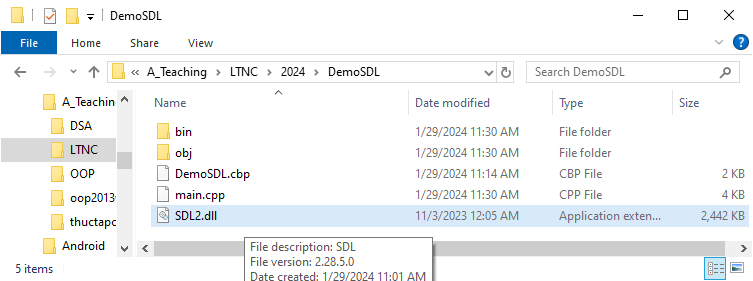 DemoSDL
File Home Share View
A_Teaching LTNC 2024 DemoSDL Search DemoSDL
Name Date modified Type Size
A_Teachin
DSA
LTNC
OOP
oop2013
thuctapc
Android
bin 1/29/2024 11:30 AM File folder
obj 1/29/2024 11:30 AM File folder
DemoSDL.cbp 1/29/2024 11:14 AM CBP File 2 KB
main.cpp 1/29/2024 11:30 AM CPP File 4 KB
SDL2.dll 11/3/2023 12:05 AM Application exten... 2,442 KB
File description: SDL
File version: 2.28.5.0
Date created: 1/29/2024 11:01 AM
5 items